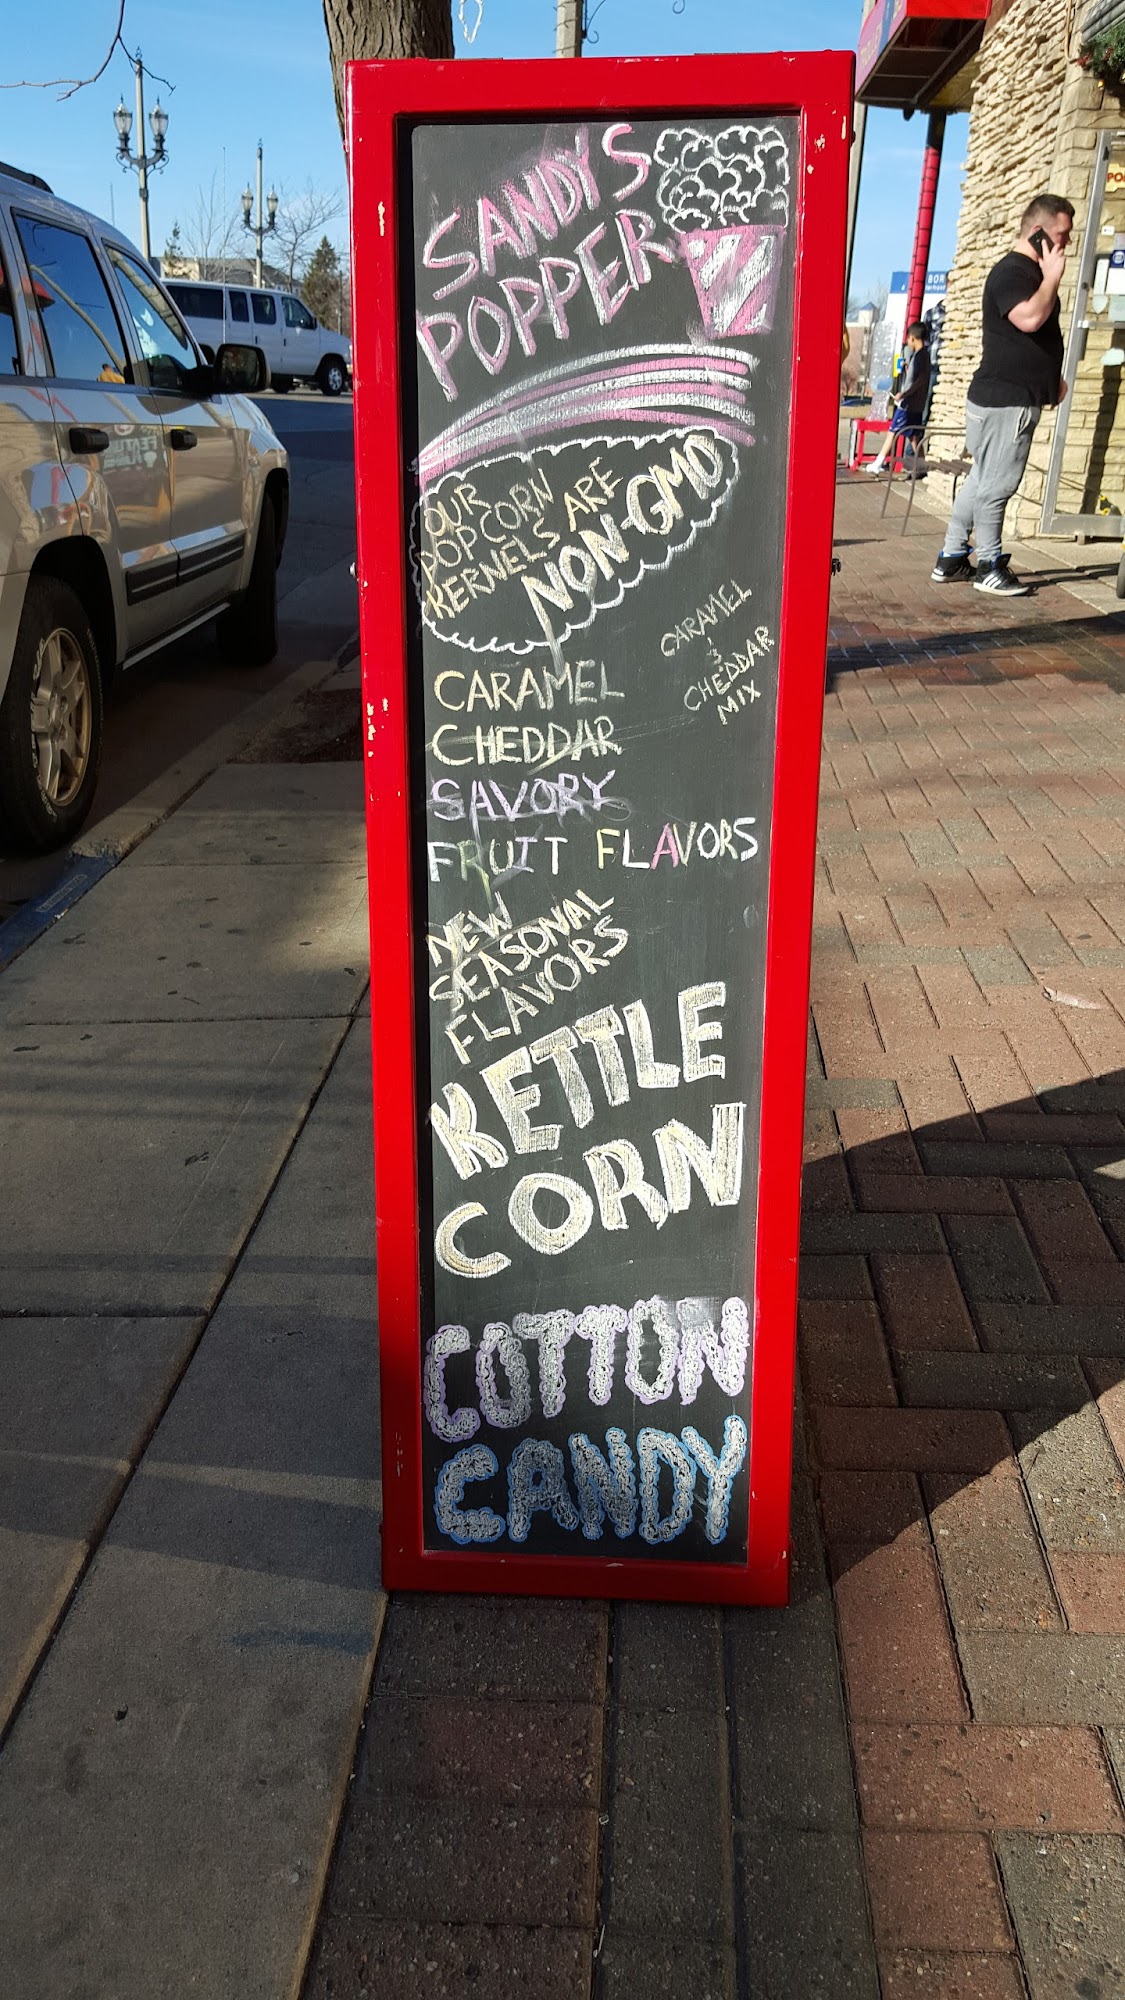 SANDY'S
POPPER
OUR
POPCORN
KERNELS ARE
NON-GMO
CARAMEL
&
CHEDDAR
MIX
CARAMEL
CHEDDAR
SAVORY
FRUIT FLAVORS
NEW
SEASONAL
FLAVORS
KETTLE
CORN
COTTON
CANDY